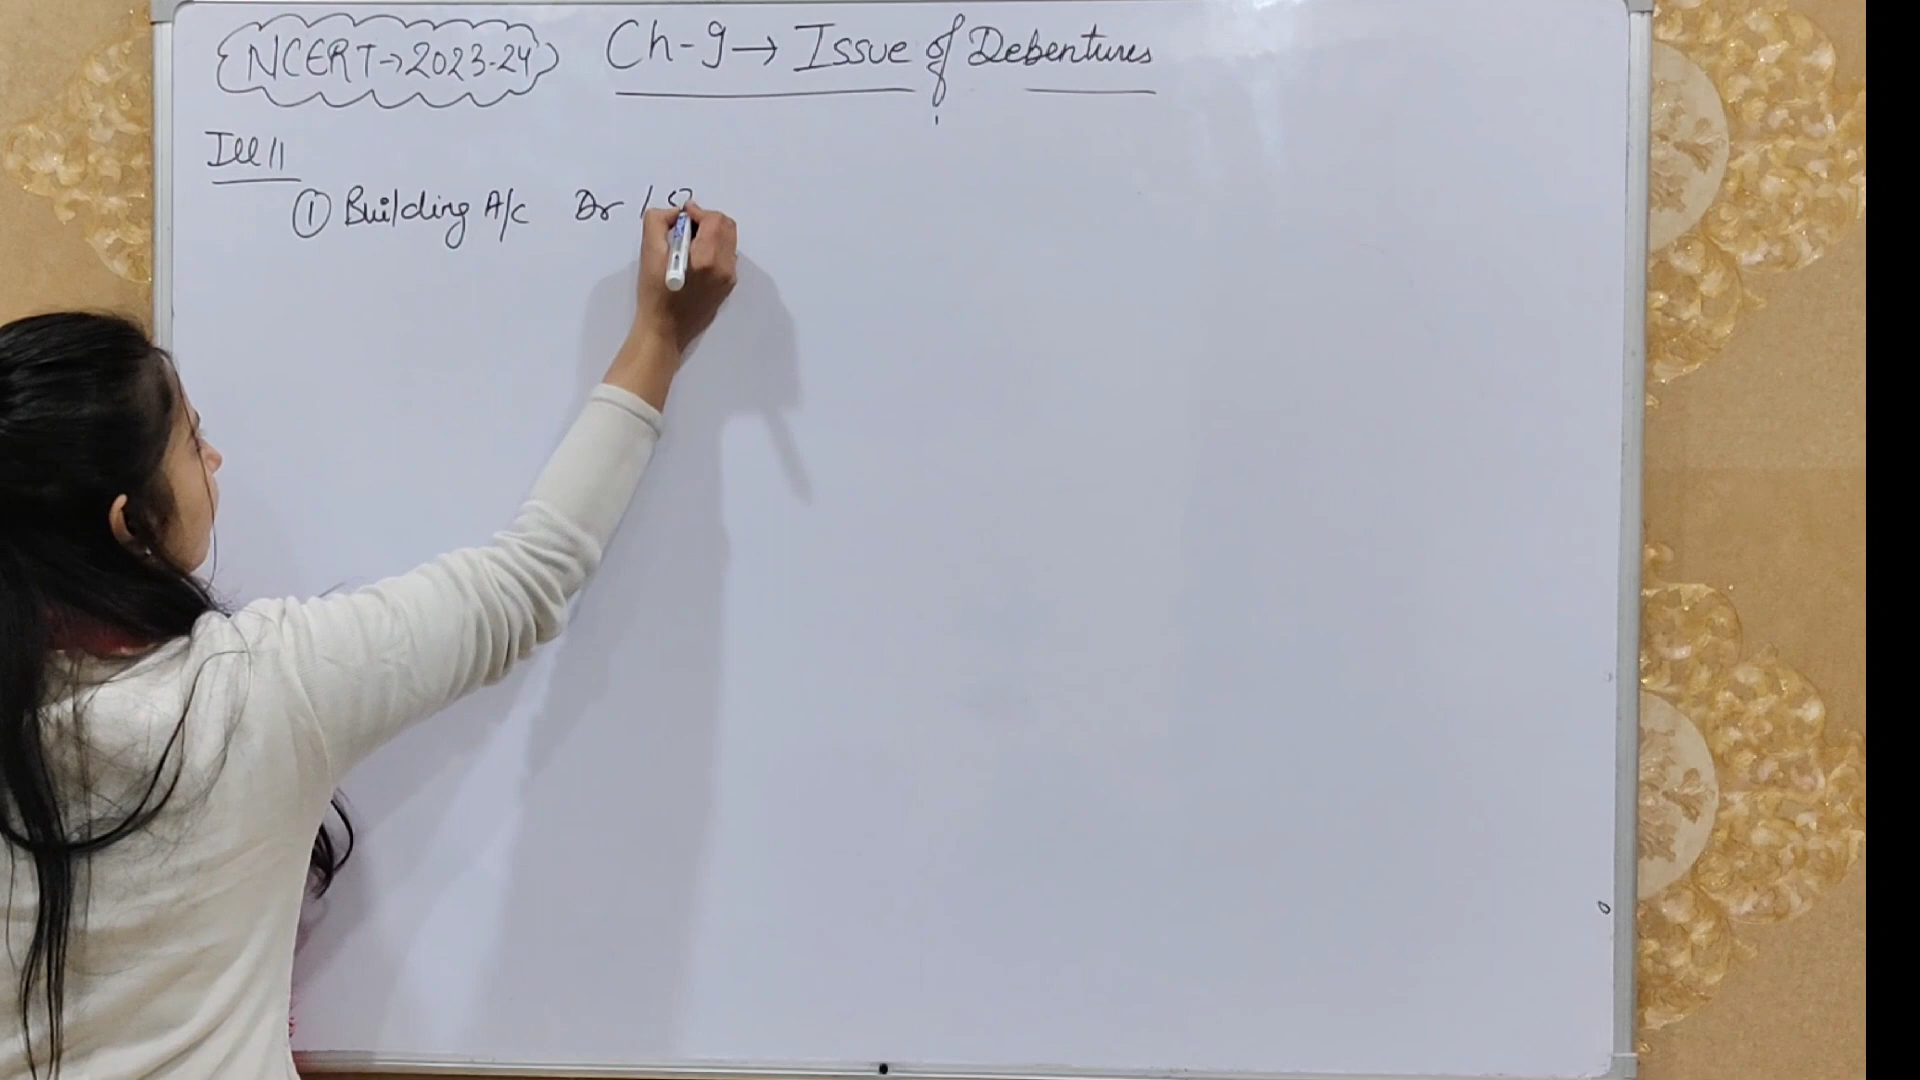 NCERT→2023-24
Ch-9→ Issue of Debentures
Ill 11
① Building A/c Dr